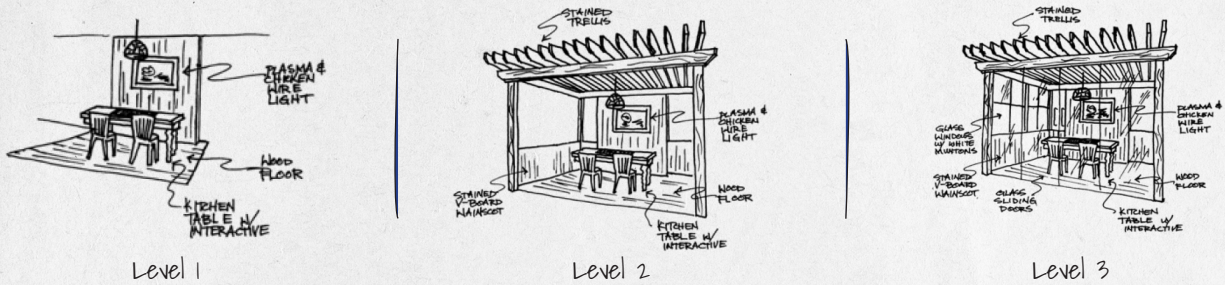 PLASMA &
CHICKEN
WIRE
LIGHT
WOOD
FLOOR
KITCHEN
TABLE W/
INTERACTIVE
Level 1
STAINED
TRELLIS
PLASMA &
CHICKEN
WIRE
LIGHT
STAINED
V-BOARD
WAINSCOT
WOOD
FLOOR
KITCHEN
TABLE W/
INTERACTIVE
Level 2
STAINED
TRELLIS
PLASMA &
CHICKEN
WIRE
LIGHT
GLASS
WINDOWS
W/ WHITE
MUNTONS
STAINED
V-BOARD
WAINSCOT
GLASS
SLIDING
DOORS
WOOD
FLOOR
KITCHEN
TABLE W/
INTERACTIVE
Level 3